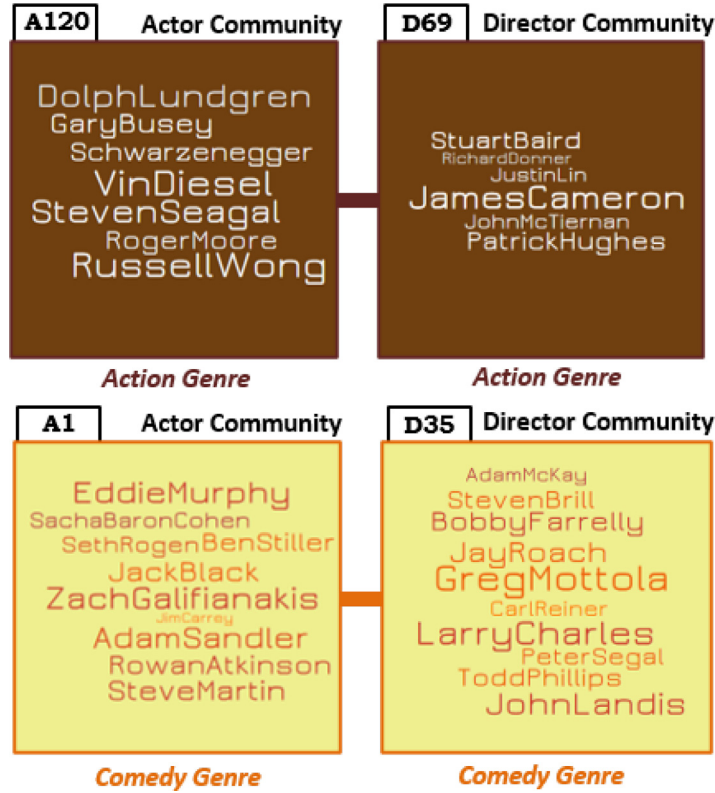 A120 Actor Community
D69 Director Community
DolphLundgren
GaryBusey
Schwarzenegger
VinDiesel
StevenSeagal
RogerMoore
RussellWong
StuartBaird
RichardDonner
JustinLin
JamesCameron
JohnMcTiernan
PatrickHughes
Action Genre
Action Genre
A1 Actor Community
D35 Director Community
EddieMurphy
SachaBaronCohen
SethRogen BenStiller
JackBlack
ZachGalifianakis
JimCarrey
AdamSandler
RowanAtkinson
SteveMartin
AdamMcKay
StevenBrill
BobbyFarrelly
JayRoach
GregMottola
CarlReiner
LarryCharles
PeterSegal
ToddPhillips
JohnLandis
Comedy Genre
Comedy Genre